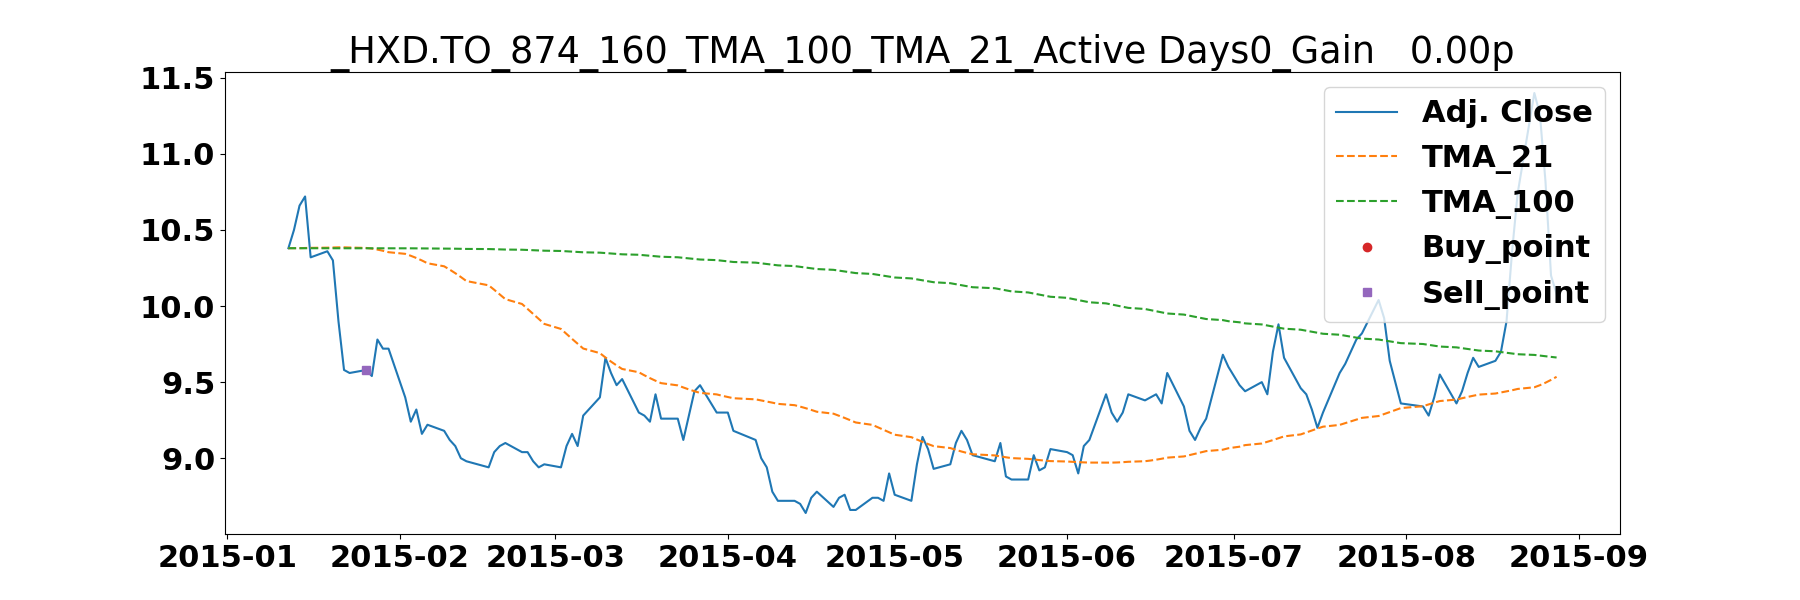 _HXD.TO_874_160_TMA_100_TMA_21_Active Days0_Gain   0.00p
11.5
11.0
10.5
10.0
9.5
9.0
Adj. Close
TMA_21
TMA_100
Buy_point
Sell_point
2015-01 2015-02 2015-03 2015-04 2015-05 2015-06 2015-07 2015-08 2015-09